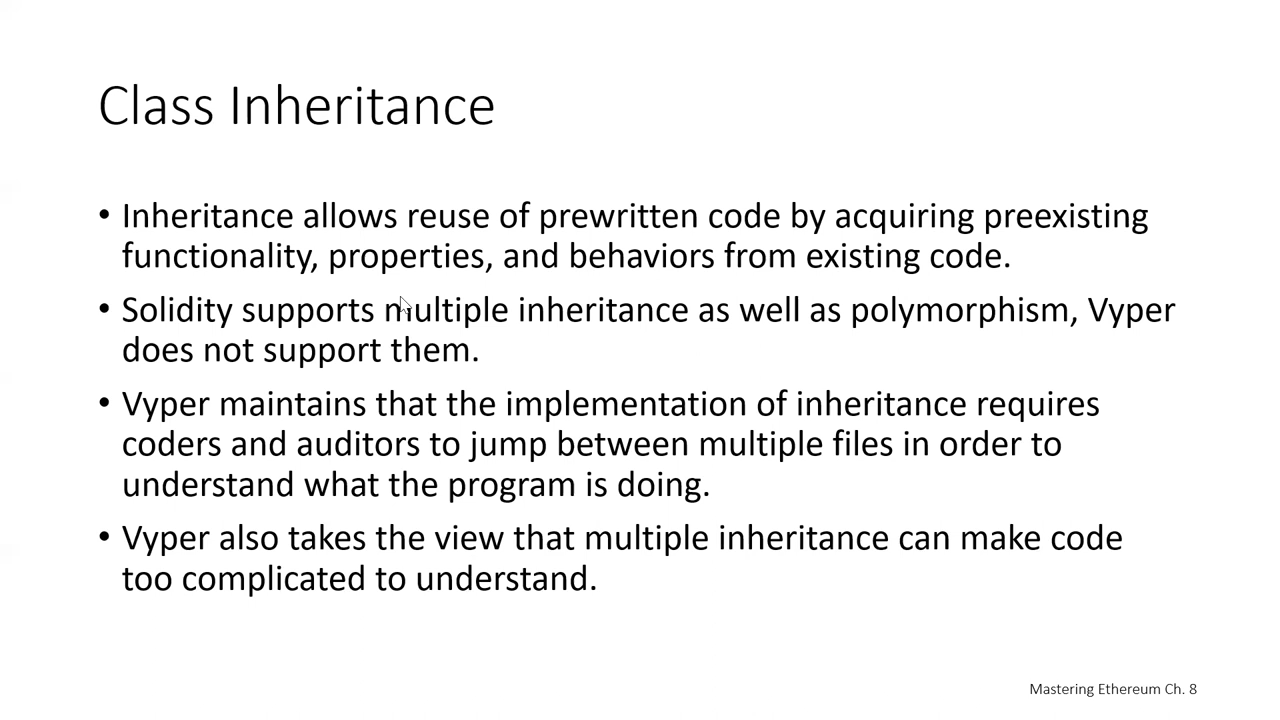 Class Inheritance
• Inheritance allows reuse of prewritten code by acquiring preexisting
functionality, properties, and behaviors from existing code.
• Solidity supports multiple inheritance as well as polymorphism, Vyper
does not support them.
• Vyper maintains that the implementation of inheritance requires
coders and auditors to jump between multiple files in order to
understand what the program is doing.
• Vyper also takes the view that multiple inheritance can make code
too complicated to understand.
Mastering Ethereum Ch. 8